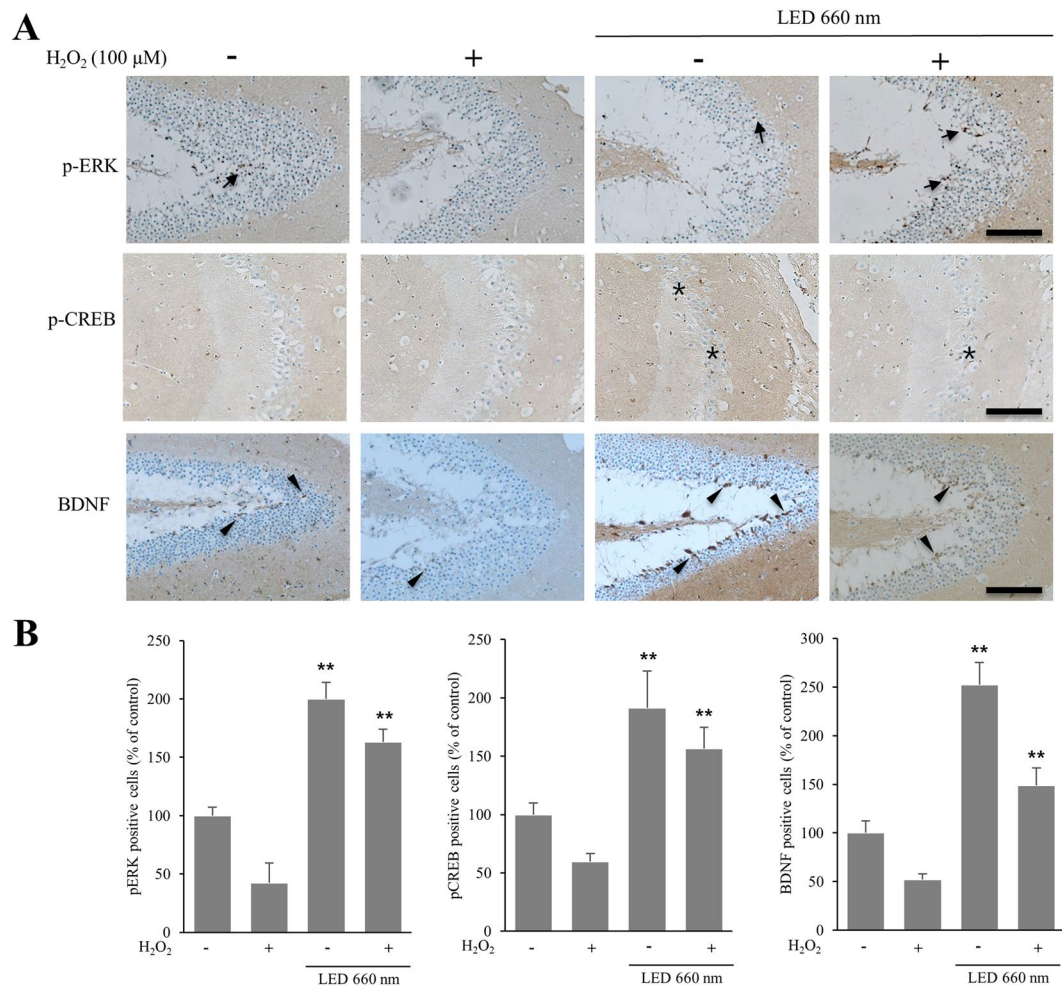 A
LED 660 nm
H₂O₂ (100 µM) - + - +
p-ERK
p-CREB
* * *
BDNF
B
pERK positive cells (% of control)
250
200
150
100
50
0
** **
H₂O₂ - + - +
LED 660 nm
pCREB positive cells (% of control)
250
200
150
100
50
0
** **
H₂O₂ - + - +
LED 660 nm
BDNF positive cells (% of control)
300
250
200
150
100
50
0
** **
H₂O₂ - + - +
LED 660 nm